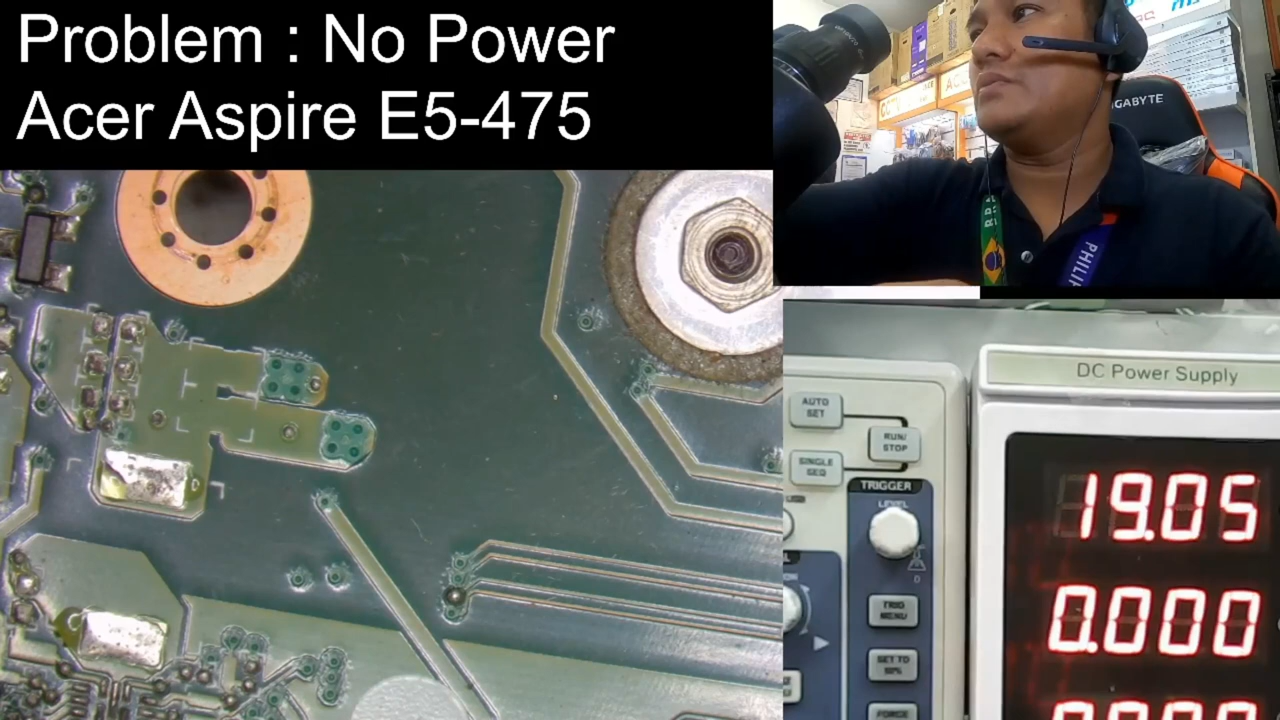 Problem : No Power
Acer Aspire E5-475
GIGABYTE
PHILI
DC Power Supply
AUTO
SET
RUN/
STOP
SINGLE
SEQ
TRIGGER
LEVEL
19.05
TRIG
MENU
0.000
SET TO
50%
FORCE